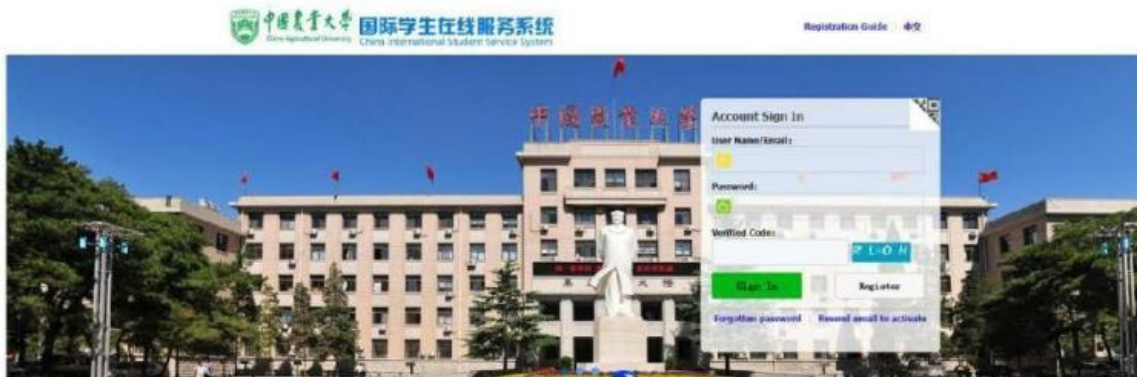 中国农业大学
China Agricultural University
国际学生在线服务系统
China International Student Service System
Registration Guide 中文
中国农业大学
Account Sign In
User Name/Email:
Password:
Verified Code:
Sign In
Register
Forgotten password
Resend email to activate